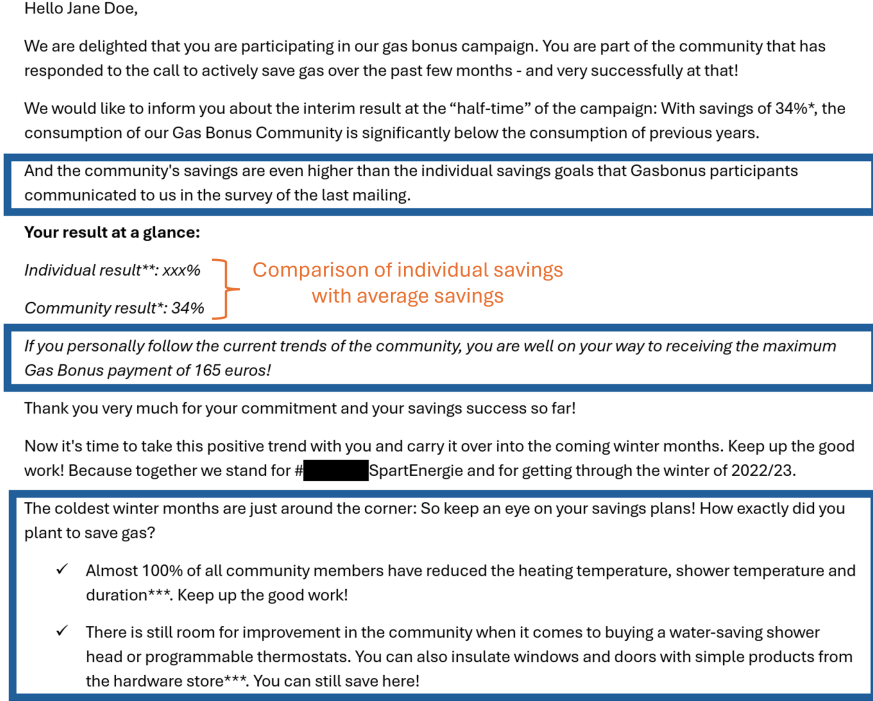 Hello Jane Doe,
We are delighted that you are participating in our gas bonus campaign. You are part of the community that has
responded to the call to actively save gas over the past few months - and very successfully at that!
We would like to inform you about the interim result at the “half-time” of the campaign: With savings of 34%*, the
consumption of our Gas Bonus Community is significantly below the consumption of previous years.
And the community's savings are even higher than the individual savings goals that Gasbonus participants
communicated to us in the survey of the last mailing.
Your result at a glance:
Individual result**: xxx%
Community result*: 34%
Comparison of individual savings
with average savings
If you personally follow the current trends of the community, you are well on your way to receiving the maximum
Gas Bonus payment of 165 euros!
Thank you very much for your commitment and your savings success so far!
Now it's time to take this positive trend with you and carry it over into the coming winter months. Keep up the good
work! Because together we stand for # SpartEnergie and for getting through the winter of 2022/23.
The coldest winter months are just around the corner: So keep an eye on your savings plans! How exactly did you
plant to save gas?
✓ Almost 100% of all community members have reduced the heating temperature, shower temperature and
duration***. Keep up the good work!
✓ There is still room for improvement in the community when it comes to buying a water-saving shower
head or programmable thermostats. You can also insulate windows and doors with simple products from
the hardware store***. You can still save here!